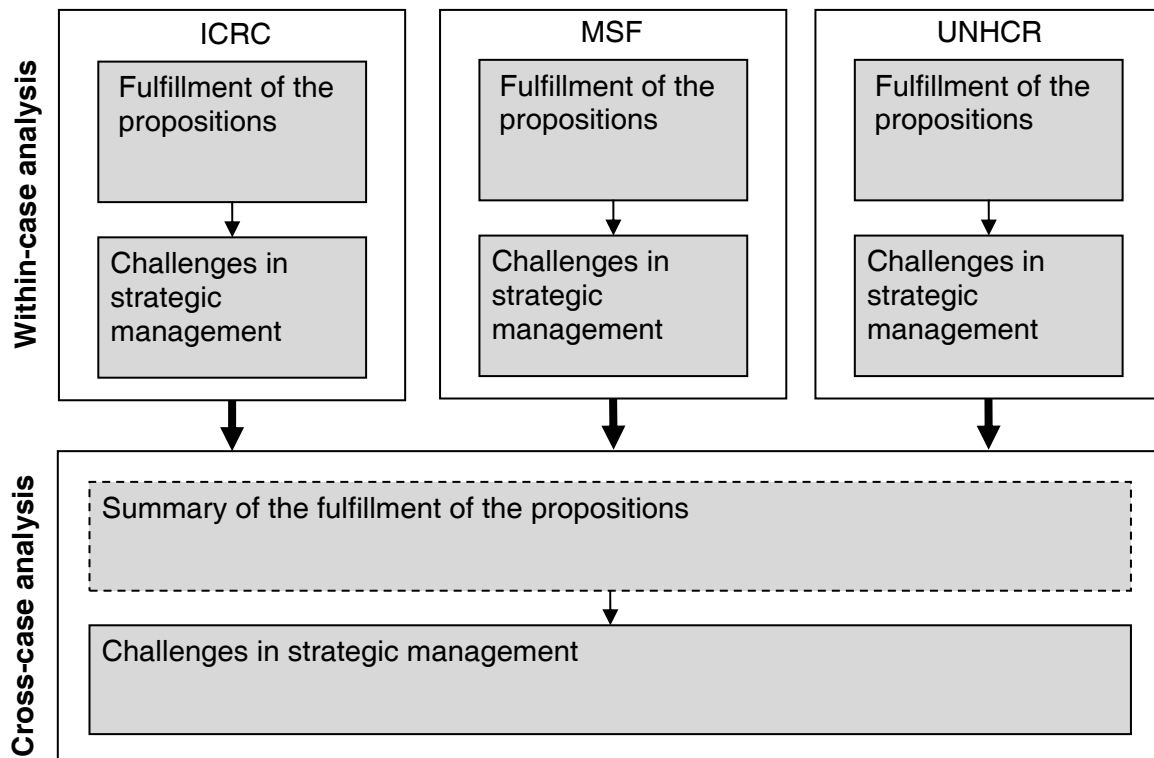 Within-case analysis
ICRC
Fulfillment of the
propositions
Challenges in
strategic
management
MSF
Fulfillment of the
propositions
Challenges in
strategic
management
UNHCR
Fulfillment of the
propositions
Challenges in
strategic
management
Cross-case analysis
Summary of the fulfillment of the propositions
Challenges in strategic management